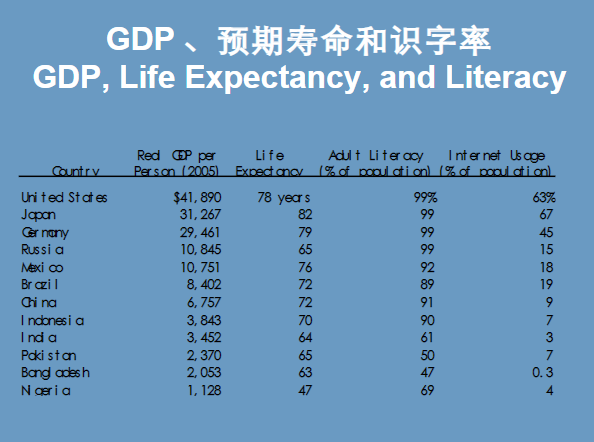 GDP、预期寿命和识字率
GDP, Life Expectancy, and Literacy
Real GDP per Life Adult Literacy Internet Usage
Country Person (2005) Expectancy (% of population) (% of population)
United States $41,890 78 years 99% 63%
Japan 31,267 82 99 67
Germany 29,461 79 99 45
Russia 10,845 65 99 15
Mexico 10,751 76 92 18
Brazil 8,402 72 89 19
China 6,757 72 91 9
Indonesia 3,843 70 90 7
India 3,452 64 61 3
Pakistan 2,370 65 50 7
Bangladesh 2,053 63 47 0.3
Nigeria 1,128 47 69 4